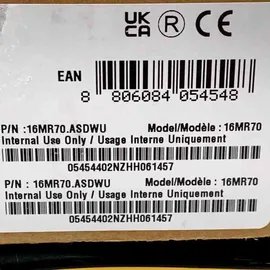 UK
CA R CE
EAN
8 806084 054548
P/N : 16MR70.ASDWU Model/Modèle : 16MR70
Internal Use Only / Usage Interne Uniquement
05454402NZHH061457
P/N : 16MR70.ASDWU Model/Modèle : 16MR70
Internal Use Only / Usage Interne Uniquement
05454402NZHH061457